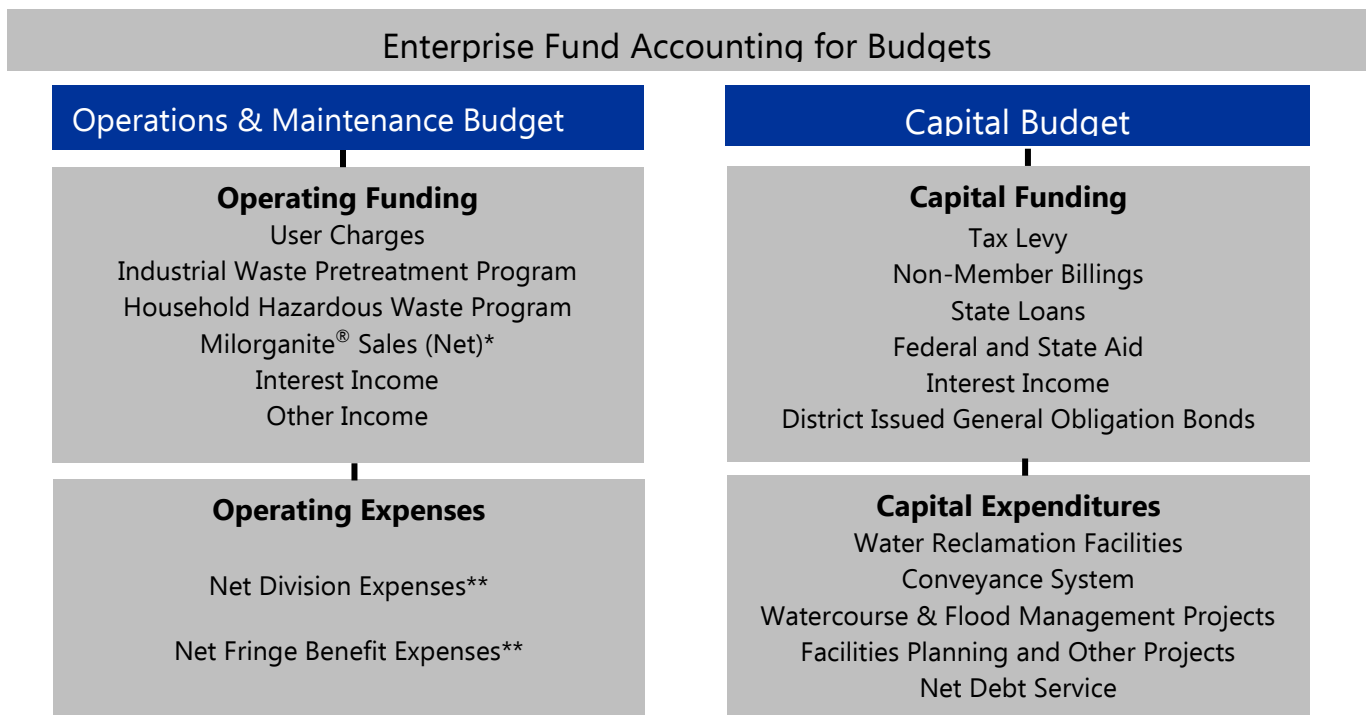 Enterprise Fund Accounting for Budgets
Operations & Maintenance Budget
Operating Funding
User Charges
Industrial Waste Pretreatment Program
Household Hazardous Waste Program
Milorganite® Sales (Net)*
Interest Income
Other Income
Operating Expenses
Net Division Expenses**
Net Fringe Benefit Expenses**
Capital Budget
Capital Funding
Tax Levy
Non-Member Billings
State Loans
Federal and State Aid
Interest Income
District Issued General Obligation Bonds
Capital Expenditures
Water Reclamation Facilities
Conveyance System
Watercourse & Flood Management Projects
Facilities Planning and Other Projects
Net Debt Service